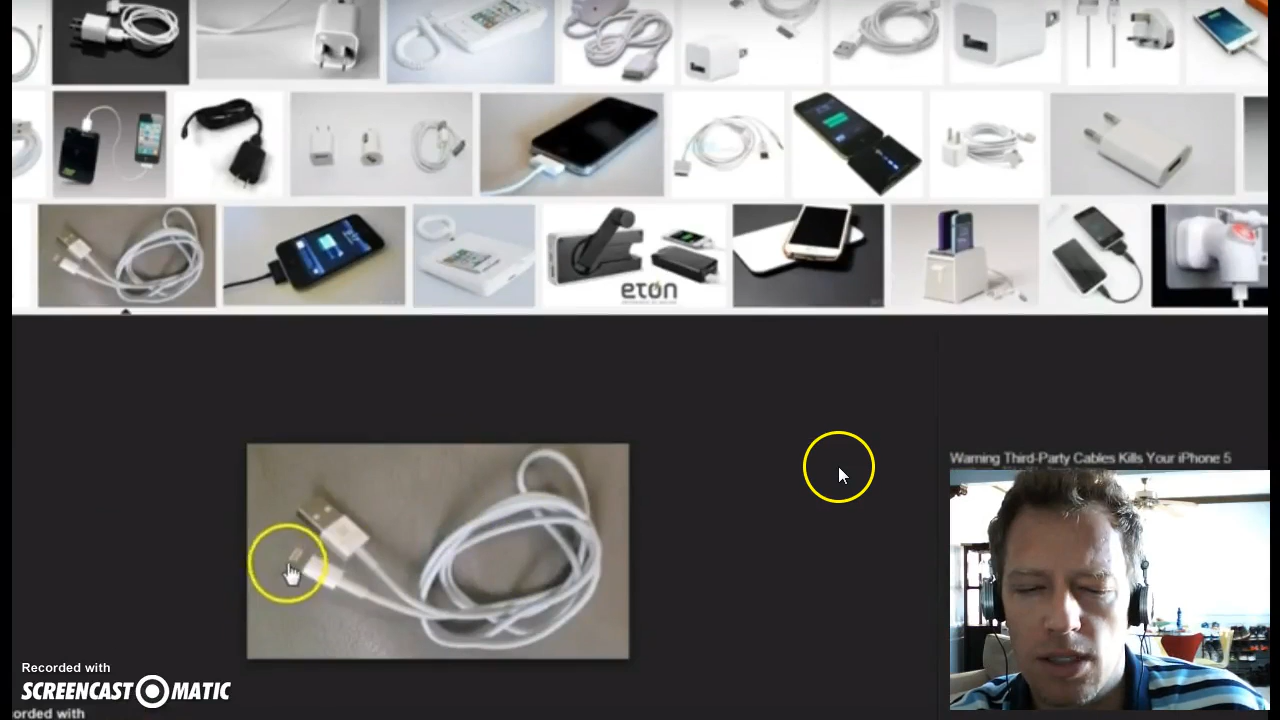 eton
Warning Third-Party Cables Kills Your iPhone 5
Recorded with
SCREENCAST MATIC
orded with